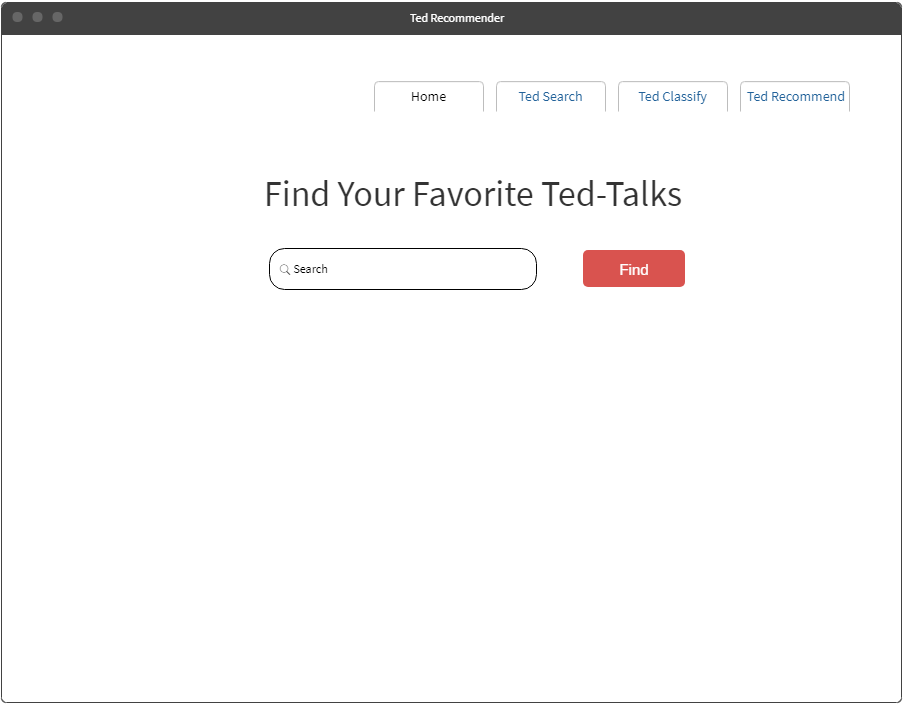 Ted Recommender
Home Ted Search Ted Classify Ted Recommend
Find Your Favorite Ted-Talks
Search Find